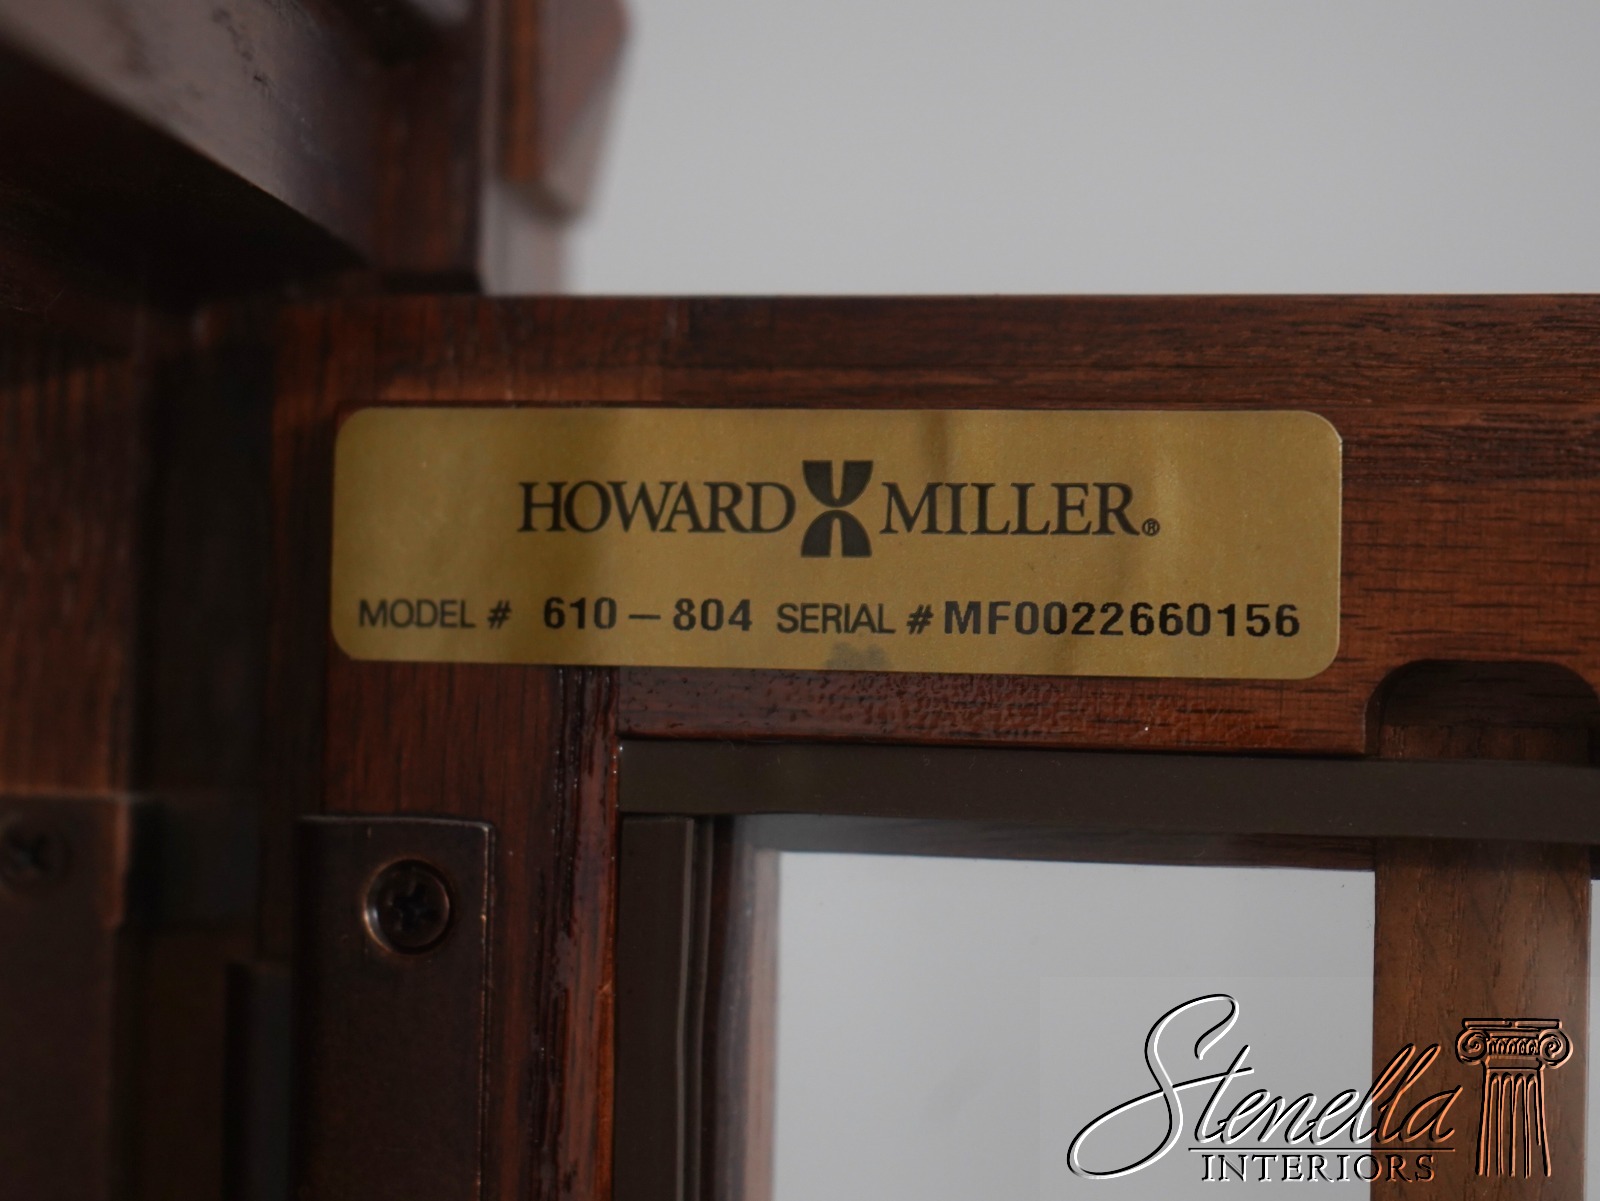 HOWARD MILLER®
MODEL # 610-804 SERIAL # MF0022660156
Stenella
INTERIORS